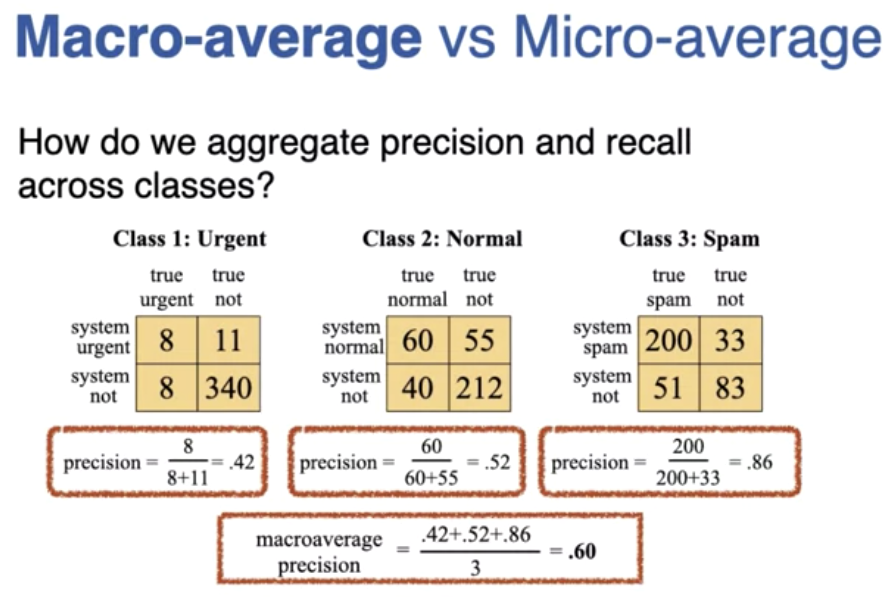 Macro-average vs Micro-average
How do we aggregate precision and recall
across classes?
Class 1: Urgent
true true
urgent not
system urgent 8 11
system not 8 340
precision = 8 / 8+11 = .42
Class 2: Normal
true true
normal not
system normal 60 55
system not 40 212
precision = 60 / 60+55 = .52
Class 3: Spam
true true
spam not
system spam 200 33
system not 51 83
precision = 200 / 200+33 = .86
macroaverage precision = .42+.52+.86 / 3 = .60